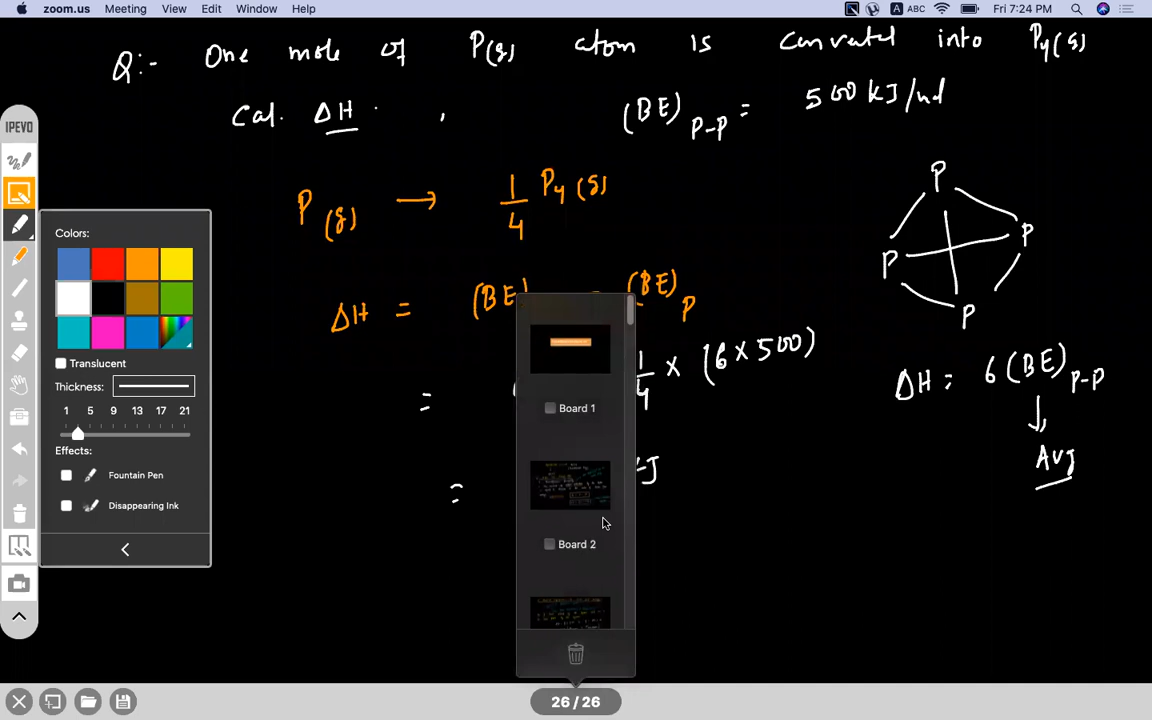 zoom.us Meeting View Edit Window Help ABC Fri 7:24 PM
Q:- One mole of P(g) atom is converted into P4(g)
Cal. ΔH , (BE)P-P = 500 KJ/mol
IPEVO
P(g) → 1/4 P4(g)
ΔH = (BE) - (BE)P
= 1/4 × (6 × 500)
=
P
P P
P
ΔH = 6 (BE)P-P
Avg
Colors:
Translucent
Thickness:
1 5 9 13 17 21
Effects:
Fountain Pen
Disappearing Ink
Board 1
Board 2
26 / 26